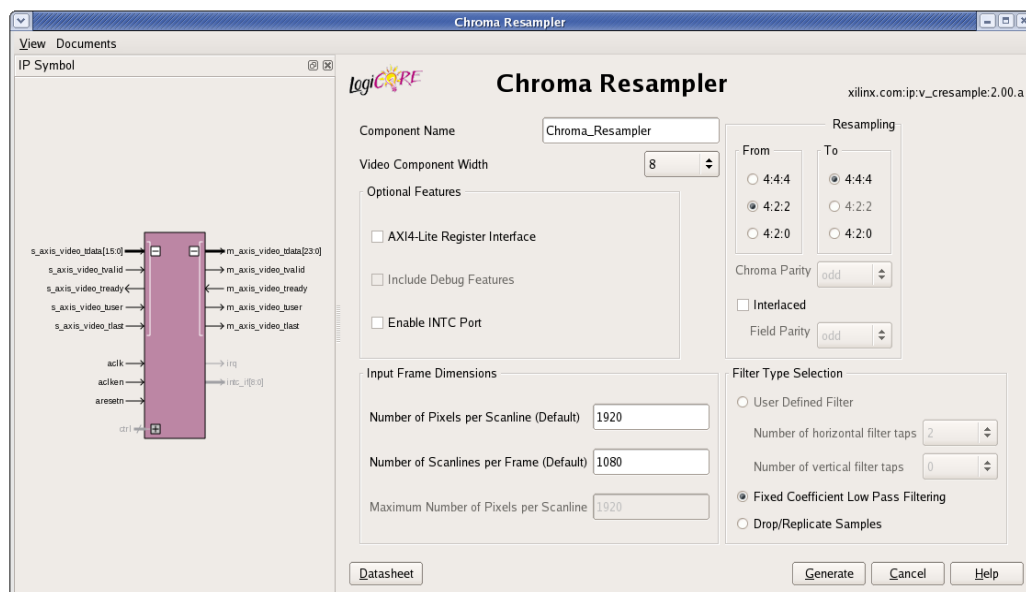 Chroma Resampler
View Documents
IP Symbol
s_axis_video_tdata[15:0]
s_axis_video_tvalid
s_axis_video_tready
s_axis_video_tuser
s_axis_video_tlast
aclk
aclken
aresetn
ctrl
m_axis_video_tdata[23:0]
m_axis_video_tvalid
m_axis_video_tready
m_axis_video_tuser
m_axis_video_tlast
irq
intc_if[8:0]
LogiCORE
Chroma Resampler
xilinx.com:ip:v_cresample:2.00.a
Component Name Chroma_Resampler
Video Component Width 8
Optional Features
AXI4-Lite Register Interface
Include Debug Features
Enable INTC Port
Resampling
From To
4:4:4 4:4:4
4:2:2 4:2:2
4:2:0 4:2:0
Chroma Parity odd
Interlaced
Field Parity odd
Input Frame Dimensions
Number of Pixels per Scanline (Default) 1920
Number of Scanlines per Frame (Default) 1080
Maximum Number of Pixels per Scanline 1920
Filter Type Selection
User Defined Filter
Number of horizontal filter taps 2
Number of vertical filter taps 0
Fixed Coefficient Low Pass Filtering
Drop/Replicate Samples
Datasheet Generate Cancel Help